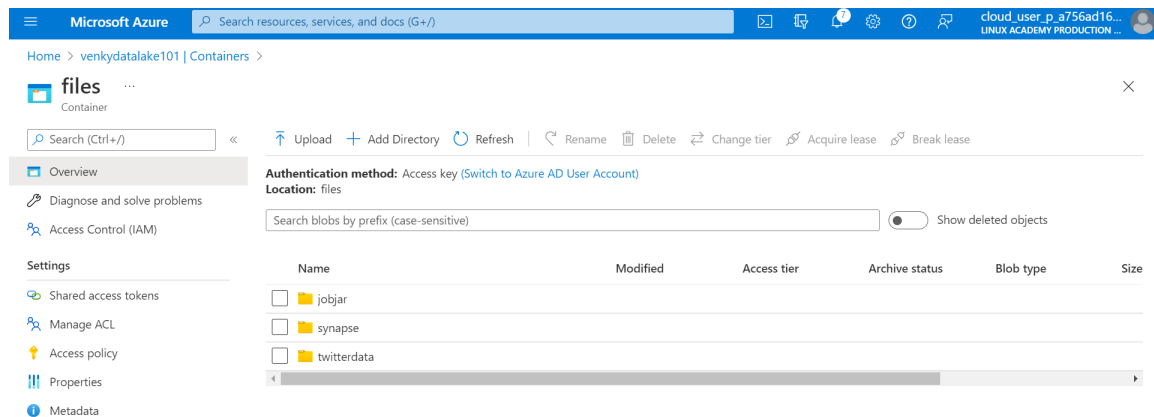 Microsoft Azure
Search resources, services, and docs (G+/)
7
cloud_user_p_a756ad16...
LINUX ACADEMY PRODUCTION ...
Home > venkydatalake101 | Containers >
files ...
Container
Search (Ctrl+/) «
Upload Add Directory Refresh Rename Delete Change tier Acquire lease Break lease
Overview
Diagnose and solve problems
Access Control (IAM)
Settings
Shared access tokens
Manage ACL
Access policy
Properties
Metadata
Authentication method: Access key (Switch to Azure AD User Account)
Location: files
Search blobs by prefix (case-sensitive)
Show deleted objects
Name Modified Access tier Archive status Blob type Size
jobjar
synapse
twitterdata